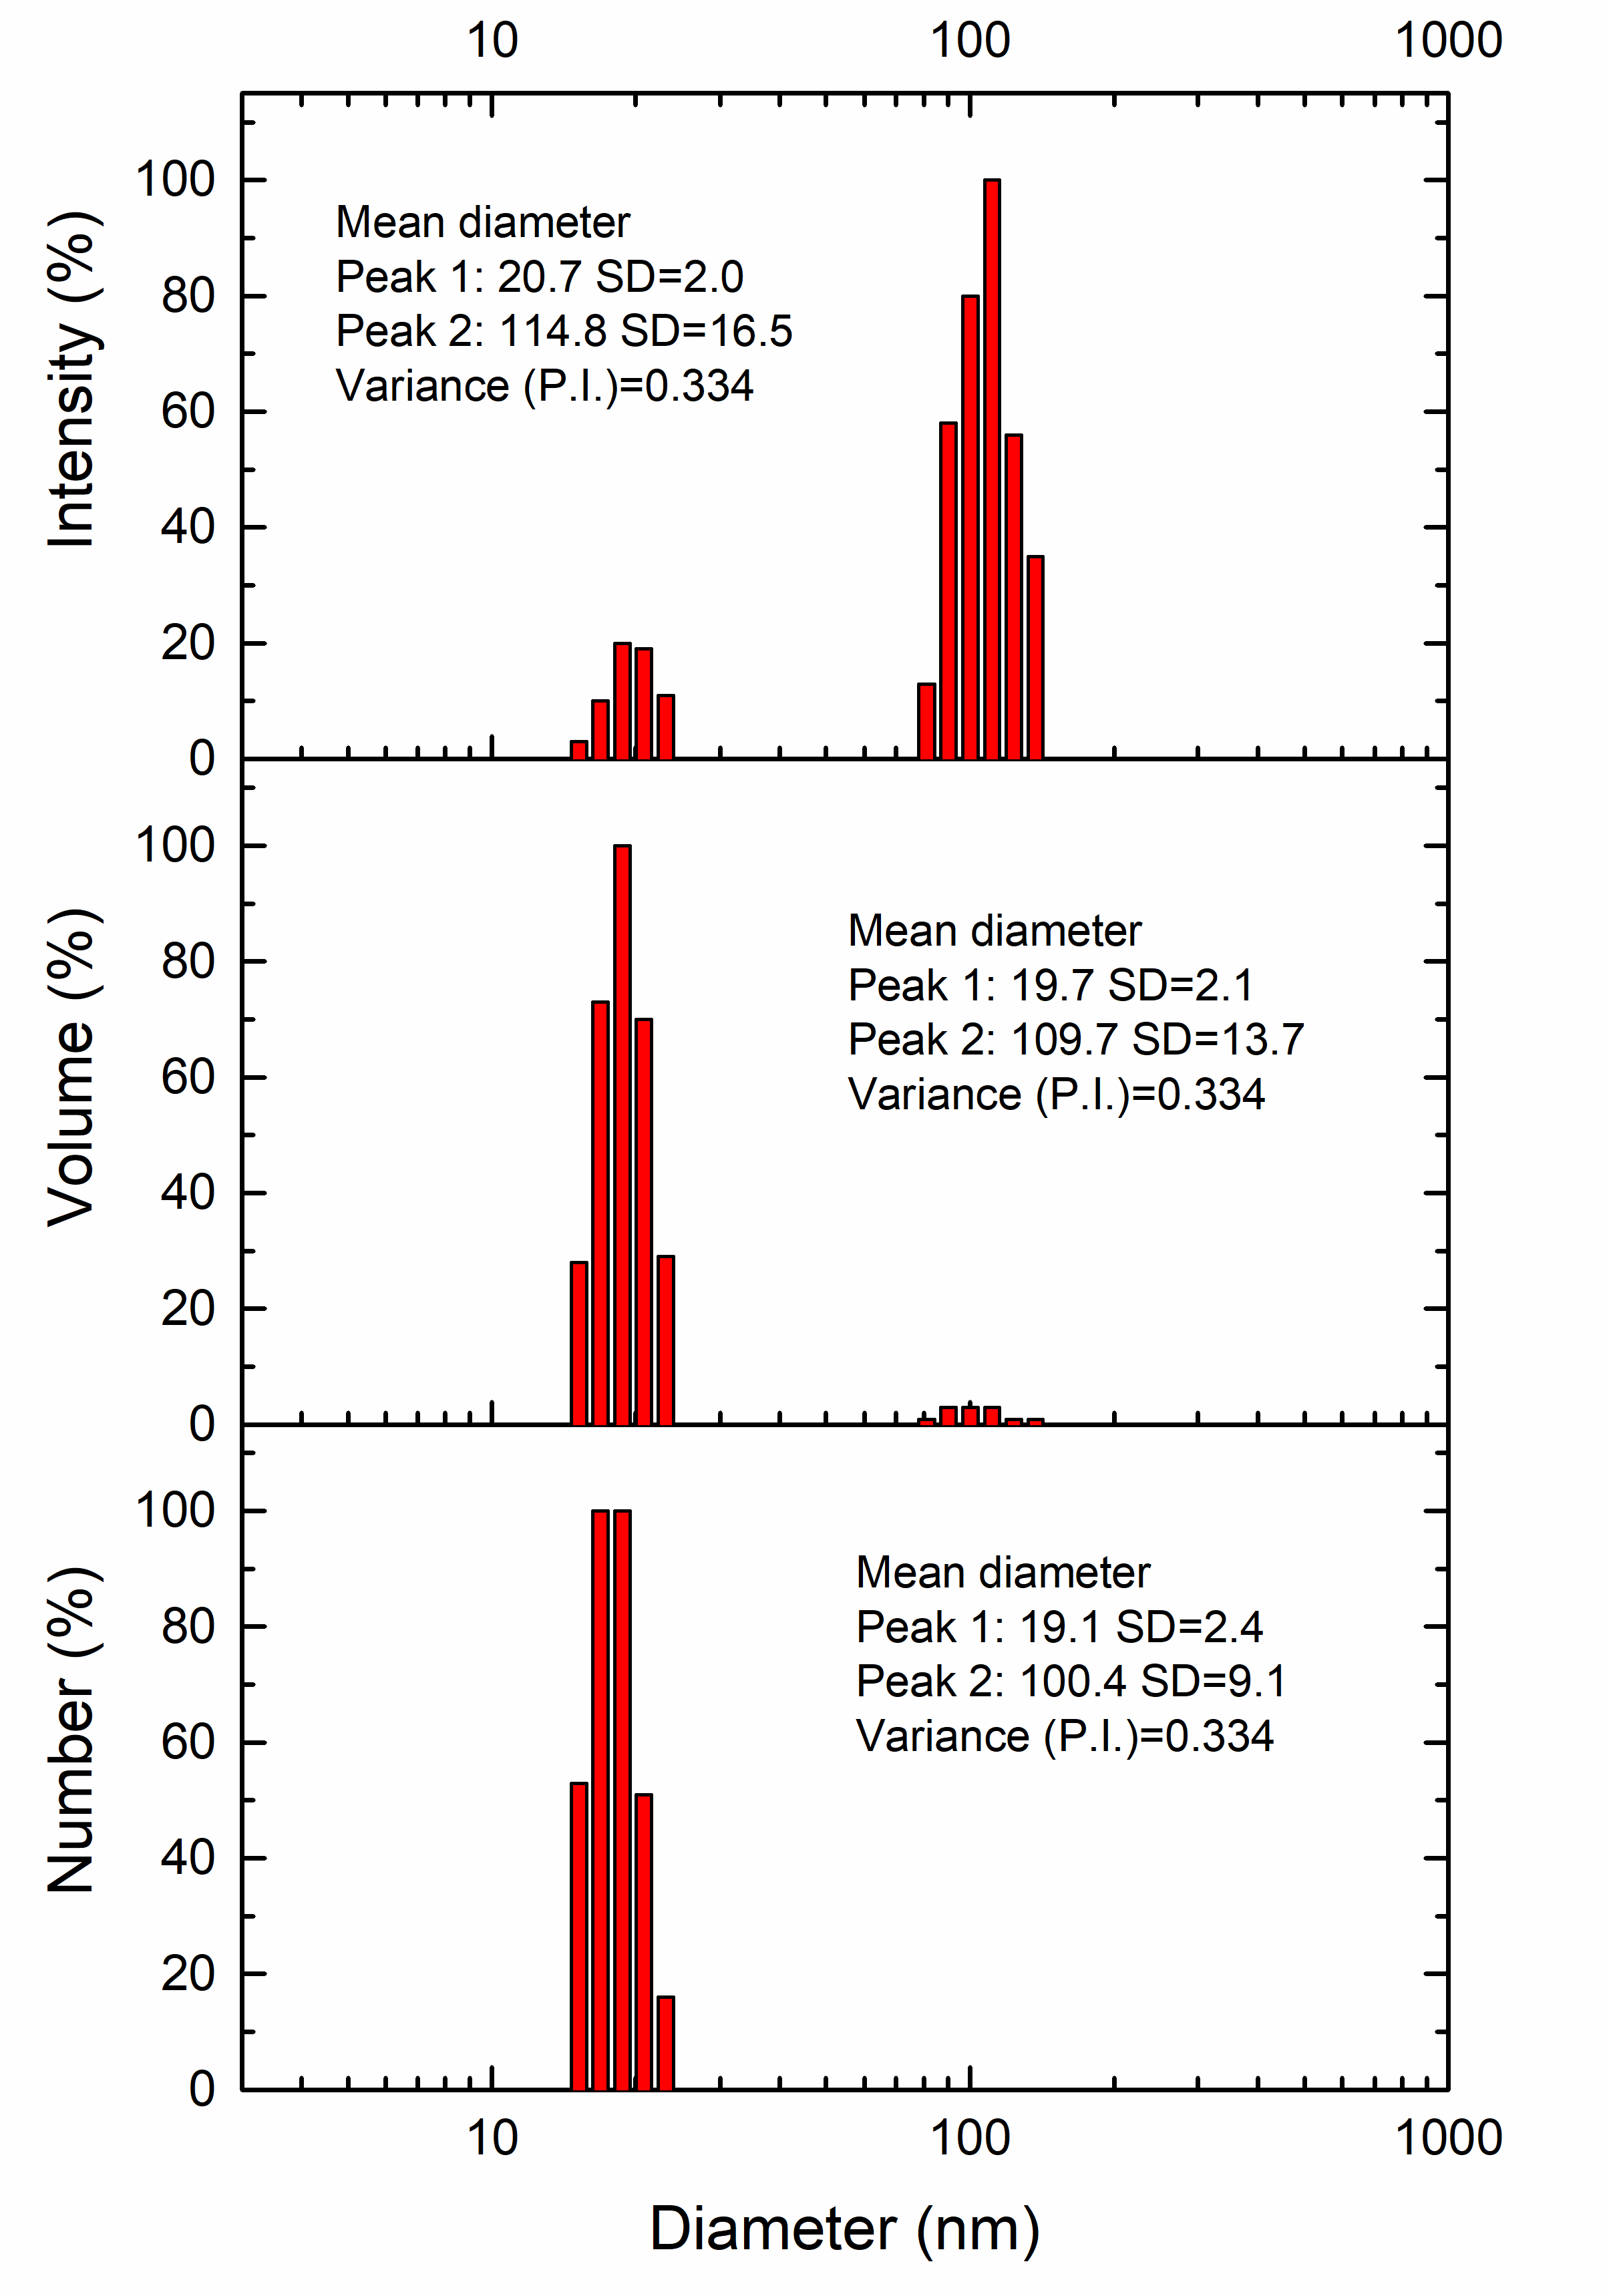 10 100 1000
Intensity (%)
100
80
60
40
20
0
Mean diameter
Peak 1: 20.7 SD=2.0
Peak 2: 114.8 SD=16.5
Variance (P.I.)=0.334
Volume (%)
100
80
60
40
20
0
Mean diameter
Peak 1: 19.7 SD=2.1
Peak 2: 109.7 SD=13.7
Variance (P.I.)=0.334
Number (%)
100
80
60
40
20
0
Mean diameter
Peak 1: 19.1 SD=2.4
Peak 2: 100.4 SD=9.1
Variance (P.I.)=0.334
10 100 1000
Diameter (nm)